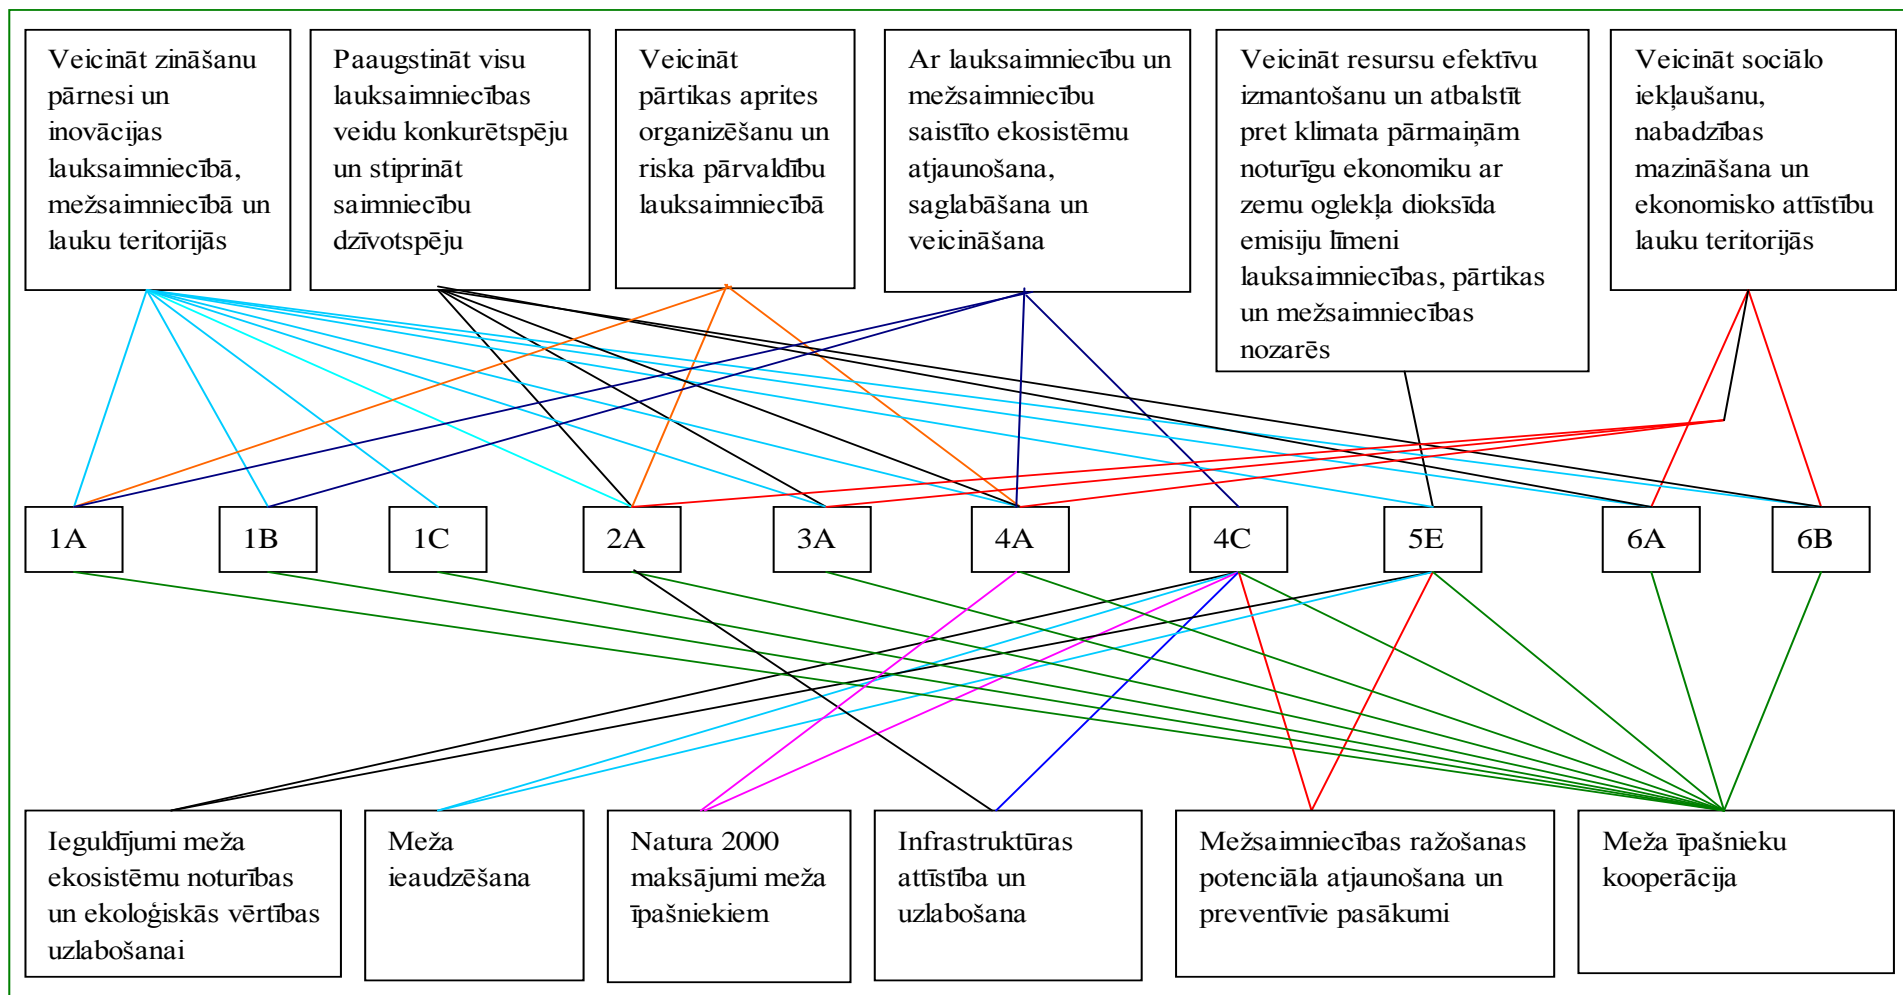 Veicināt zināšanu
pārnesi un
inovācijas
lauksaimniecībā,
mežsaimniecībā un
lauku teritorijās
Paaugstināt visu
lauksaimniecības
veidu konkurētspēju
un stiprināt
saimniecību
dzīvotspēju
Veicināt
pārtikas aprites
organizēšanu un
riska pārvaldību
lauksaimniecībā
Ar lauksaimniecību un
mežsaimniecību
saistīto ekosistēmu
atjaunošana,
saglabāšana un
veicināšana
Veicināt resursu efektīvu
izmantošanu un atbalstīt
pret klimata pārmaiņām
noturīgu ekonomiku ar
zemu oglekļa dioksīda
emisiju līmeni
lauksaimniecības, pārtikas
un mežsaimniecības
nozarēs
Veicināt sociālo
iekļaušanu,
nabadzības
mazināšana un
ekonomisko attīstību
lauku teritorijās
1A
1B
1C
2A
3A
4A
4C
5E
6A
6B
Ieguldījumi meža
ekosistēmu noturības
un ekoloģiskās vērtības
uzlabošanai
Meža
ieaudzēšana
Natura 2000
maksājumi meža
īpašniekiem
Infrastruktūras
attīstība un
uzlabošana
Mežsaimniecības ražošanas
potenciāla atjaunošana un
preventīvie pasākumi
Meža īpašnieku
kooperācija